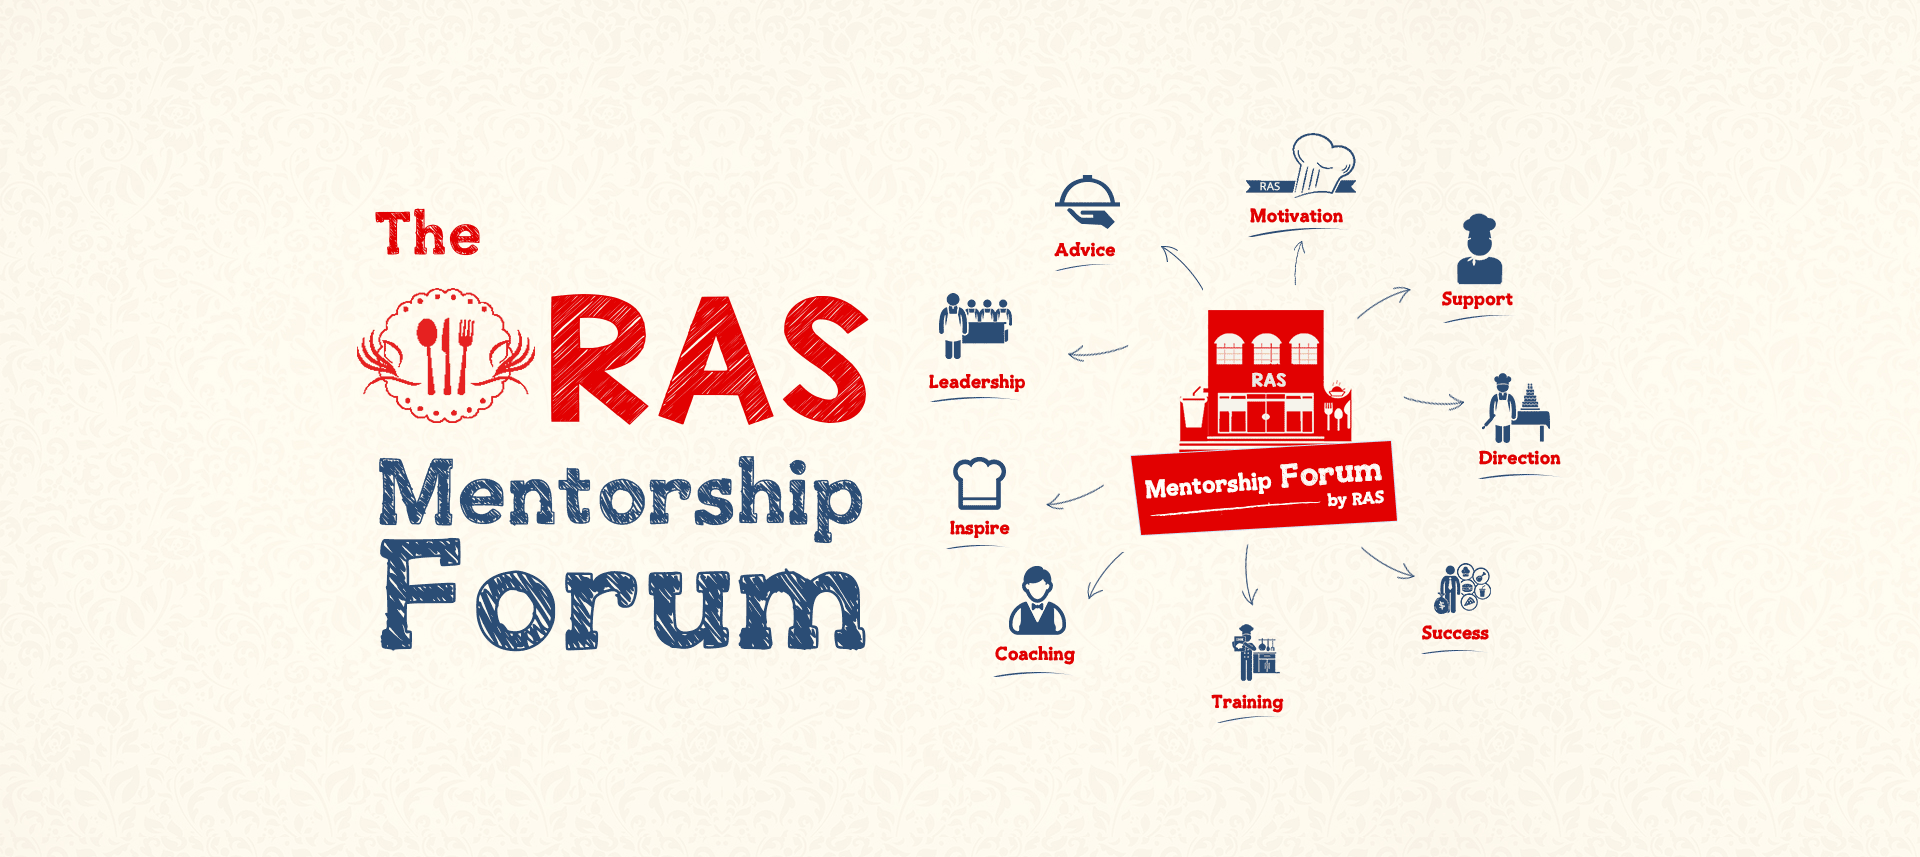 The
RAS
Mentorship
Forum
RAS
Motivation
Advice
Support
Leadership
RAS
Direction
Mentorship Forum
by RAS
Inspire
Coaching
Success
Training